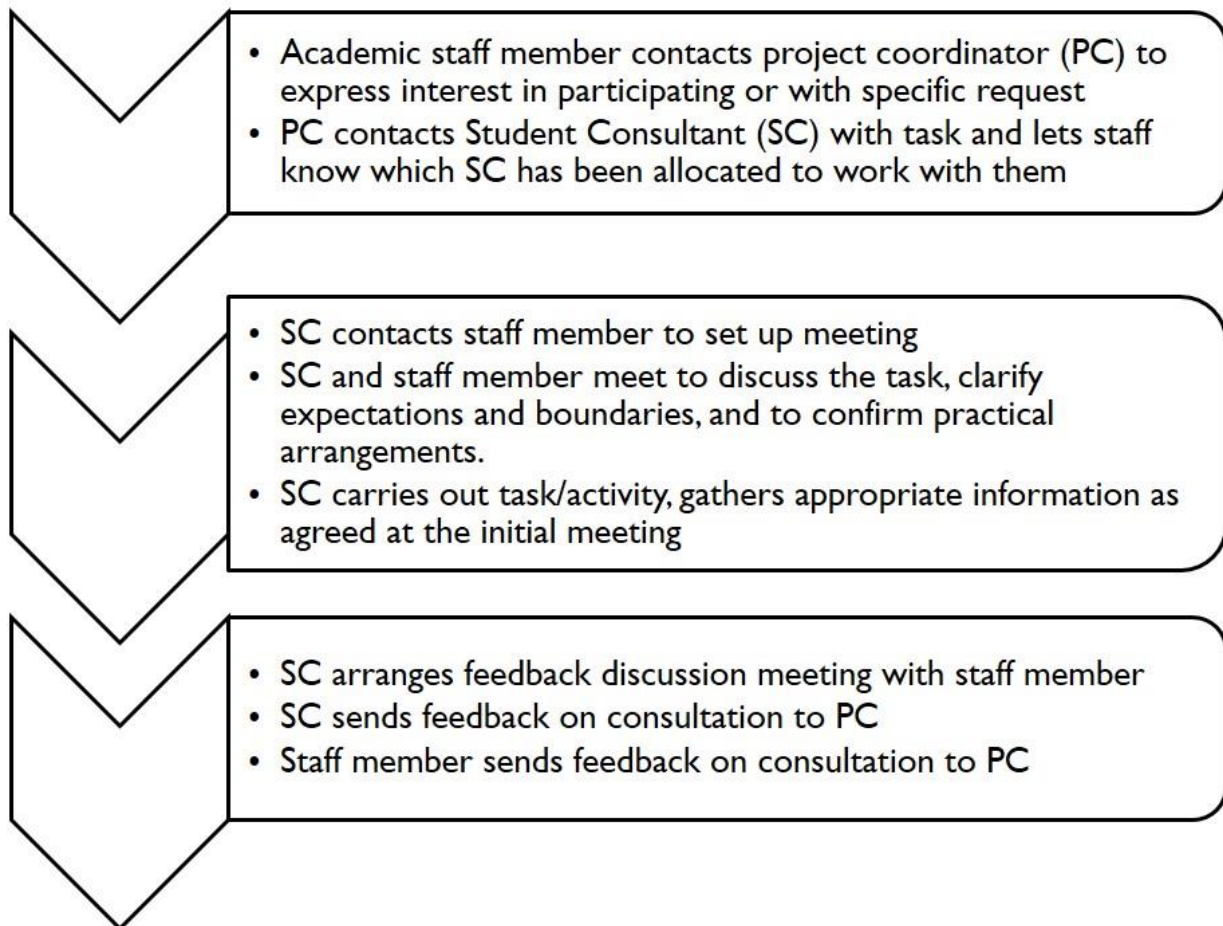 • Academic staff member contacts project coordinator (PC) to
express interest in participating or with specific request
• PC contacts Student Consultant (SC) with task and lets staff
know which SC has been allocated to work with them
• SC contacts staff member to set up meeting
• SC and staff member meet to discuss the task, clarify
expectations and boundaries, and to confirm practical
arrangements.
• SC carries out task/activity, gathers appropriate information as
agreed at the initial meeting
• SC arranges feedback discussion meeting with staff member
• SC sends feedback on consultation to PC
• Staff member sends feedback on consultation to PC